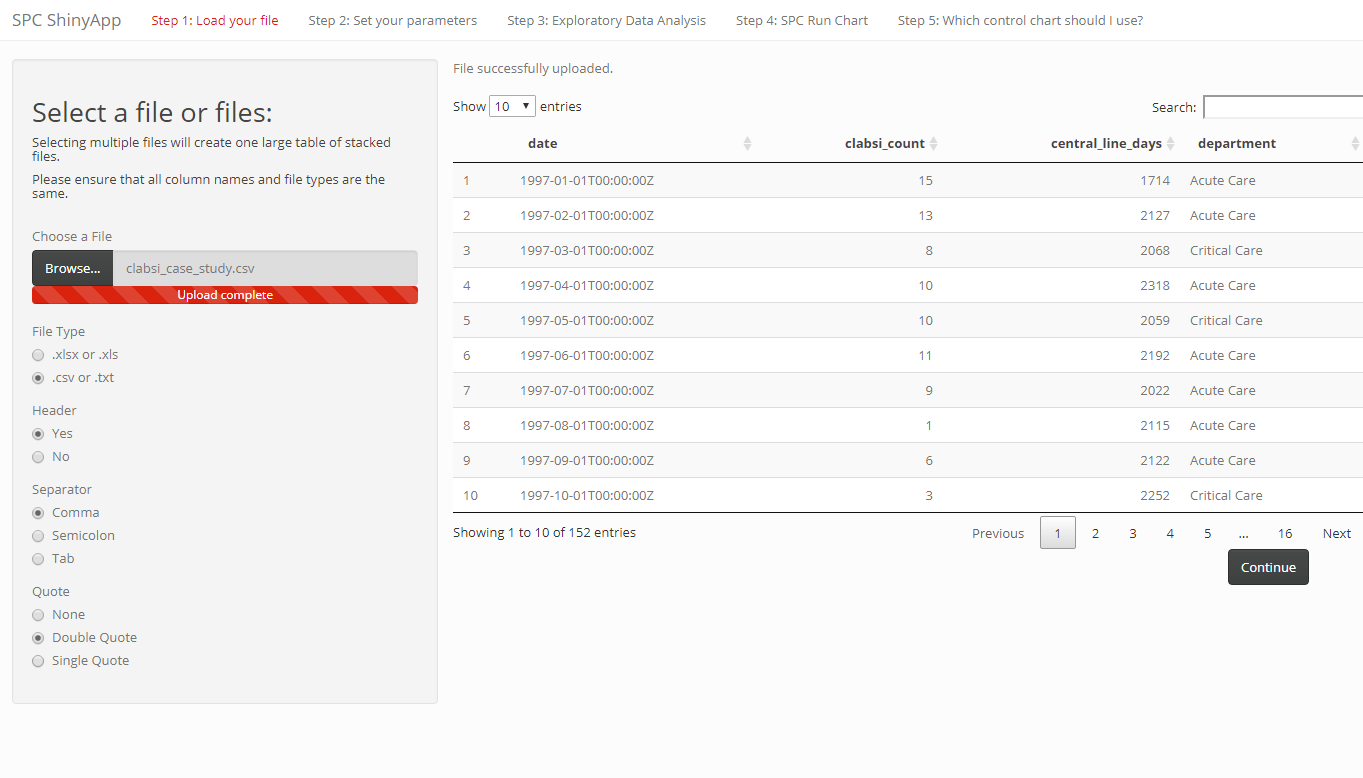 SPC ShinyApp Step 1: Load your file Step 2: Set your parameters Step 3: Exploratory Data Analysis Step 4: SPC Run Chart Step 5: Which control chart should I use?
Select a file or files:
Selecting multiple files will create one large table of stacked
files.
Please ensure that all column names and file types are the
same.
Choose a File
Browse... clabsi_case_study.csv
Upload complete
File Type
.xlsx or .xls
.csv or .txt
Header
Yes
No
Separator
Comma
Semicolon
Tab
Quote
None
Double Quote
Single Quote
File successfully uploaded.
Show 10 entries Search:
date clabsi_count central_line_days department
1 1997-01-01T00:00:00Z 15 1714 Acute Care
2 1997-02-01T00:00:00Z 13 2127 Acute Care
3 1997-03-01T00:00:00Z 8 2068 Critical Care
4 1997-04-01T00:00:00Z 10 2318 Acute Care
5 1997-05-01T00:00:00Z 10 2059 Critical Care
6 1997-06-01T00:00:00Z 11 2192 Acute Care
7 1997-07-01T00:00:00Z 9 2022 Acute Care
8 1997-08-01T00:00:00Z 1 2115 Acute Care
9 1997-09-01T00:00:00Z 6 2122 Acute Care
10 1997-10-01T00:00:00Z 3 2252 Critical Care
Showing 1 to 10 of 152 entries Previous 1 2 3 4 5 ... 16 Next
Continue